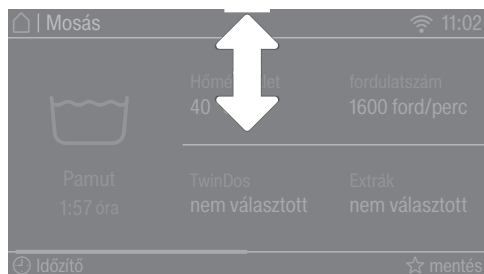 | Mosás 11:02
fordulatszám
40 1600 ford/perc
Pamut TwinDos Extrák
1:57 óra nem választott nem választott
Időzítő mentés